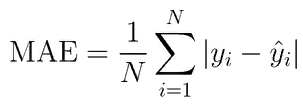 MAE = \frac{1}{N} \sum_{i=1}^{N} |y_i - \hat{y}_i|